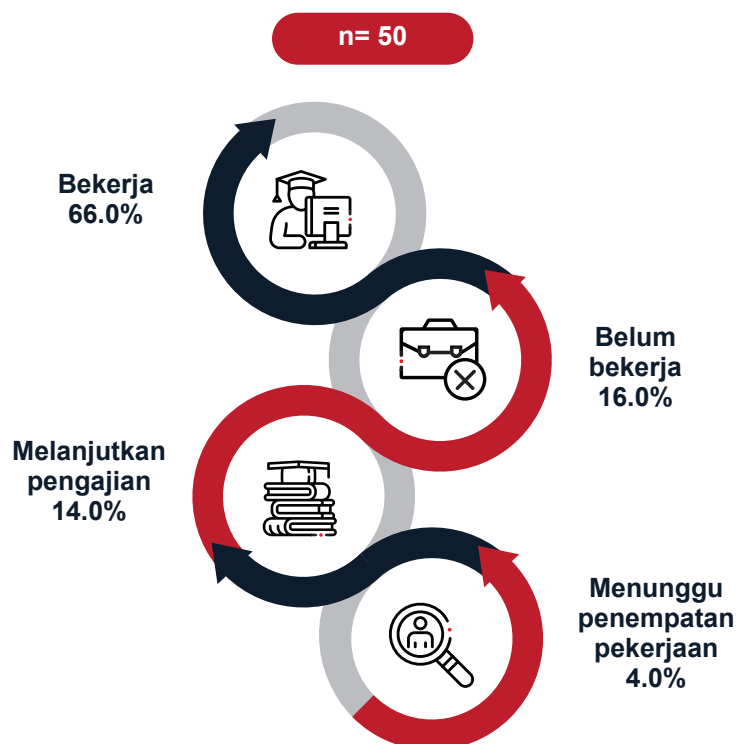 n= 50
Bekerja
66.0%
Belum
bekerja
16.0%
Melanjutkan
pengajian
14.0%
Menunggu
penempatan
pekerjaan
4.0%